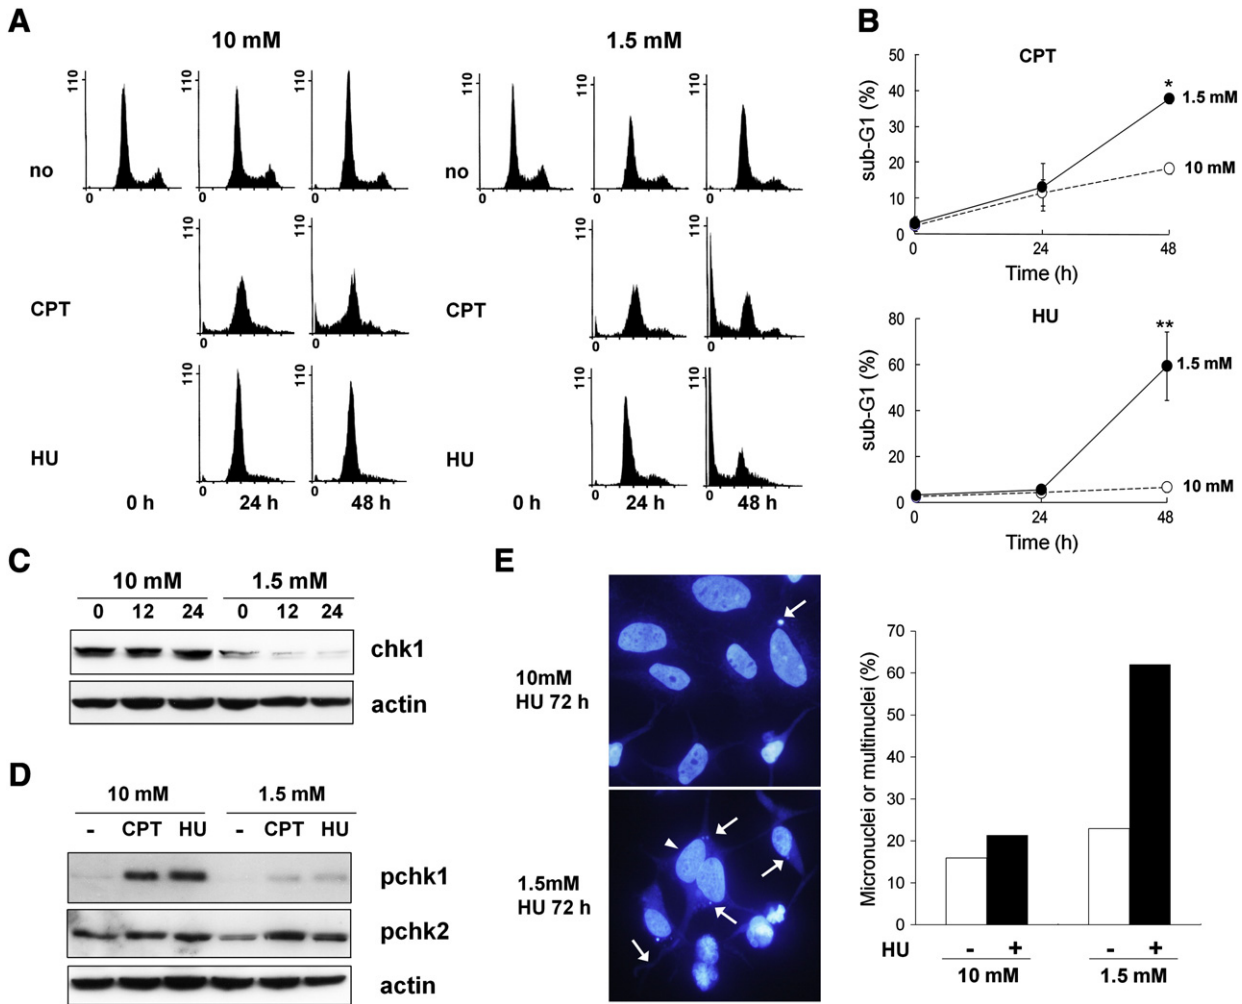 A
10 mM
1.5 mM
110
110
110
110
110
110
no
no
0
0
0
0
0
0
110
110
110
110
CPT
CPT
0
0
0
0
110
110
110
110
HU
HU
0
0
0
0
0 h
24 h
48 h
0 h
24 h
48 h
B
CPT
sub-G1 (%)
50
40
30
20
10
0
*
1.5 mM
10 mM
0
24
48
Time (h)
HU
sub-G1 (%)
80
60
40
20
0
**
1.5 mM
10 mM
0
24
48
Time (h)
C
10 mM
1.5 mM
0 12 24 0 12 24
chk1
actin
D
10 mM
1.5 mM
- CPT HU - CPT HU
pchk1
pchk2
actin
E
10mM
HU 72 h
1.5mM
HU 72 h
Micronuclei or multinuclei (%)
70
60
50
40
30
20
10
0
HU - + - +
10 mM
1.5 mM